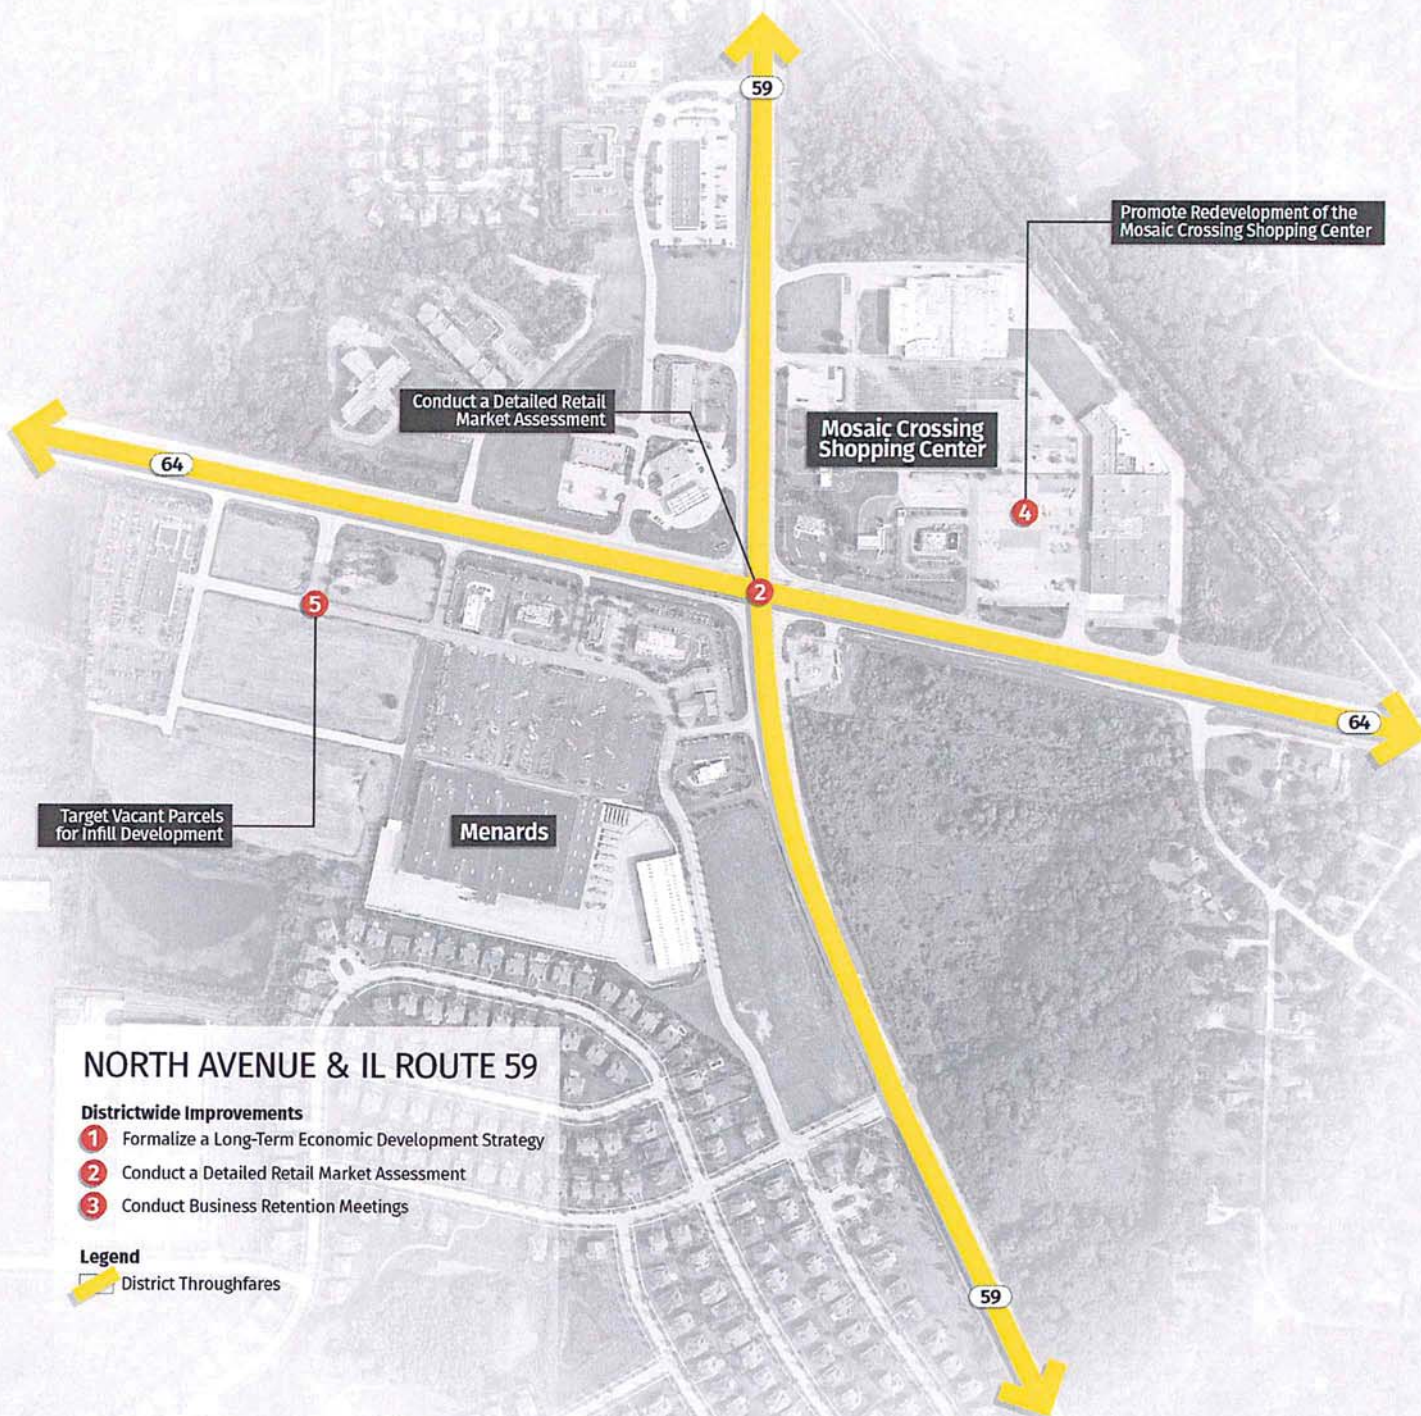 59
Promote Redevelopment of the
Mosaic Crossing Shopping Center
Conduct a Detailed Retail
Market Assessment
Mosaic Crossing
Shopping Center
64
4
2
5
64
Target Vacant Parcels
for Infill Development
Menards
NORTH AVENUE & IL ROUTE 59
Districtwide Improvements
1 Formalize a Long-Term Economic Development Strategy
2 Conduct a Detailed Retail Market Assessment
3 Conduct Business Retention Meetings
Legend
District Throughfares
59